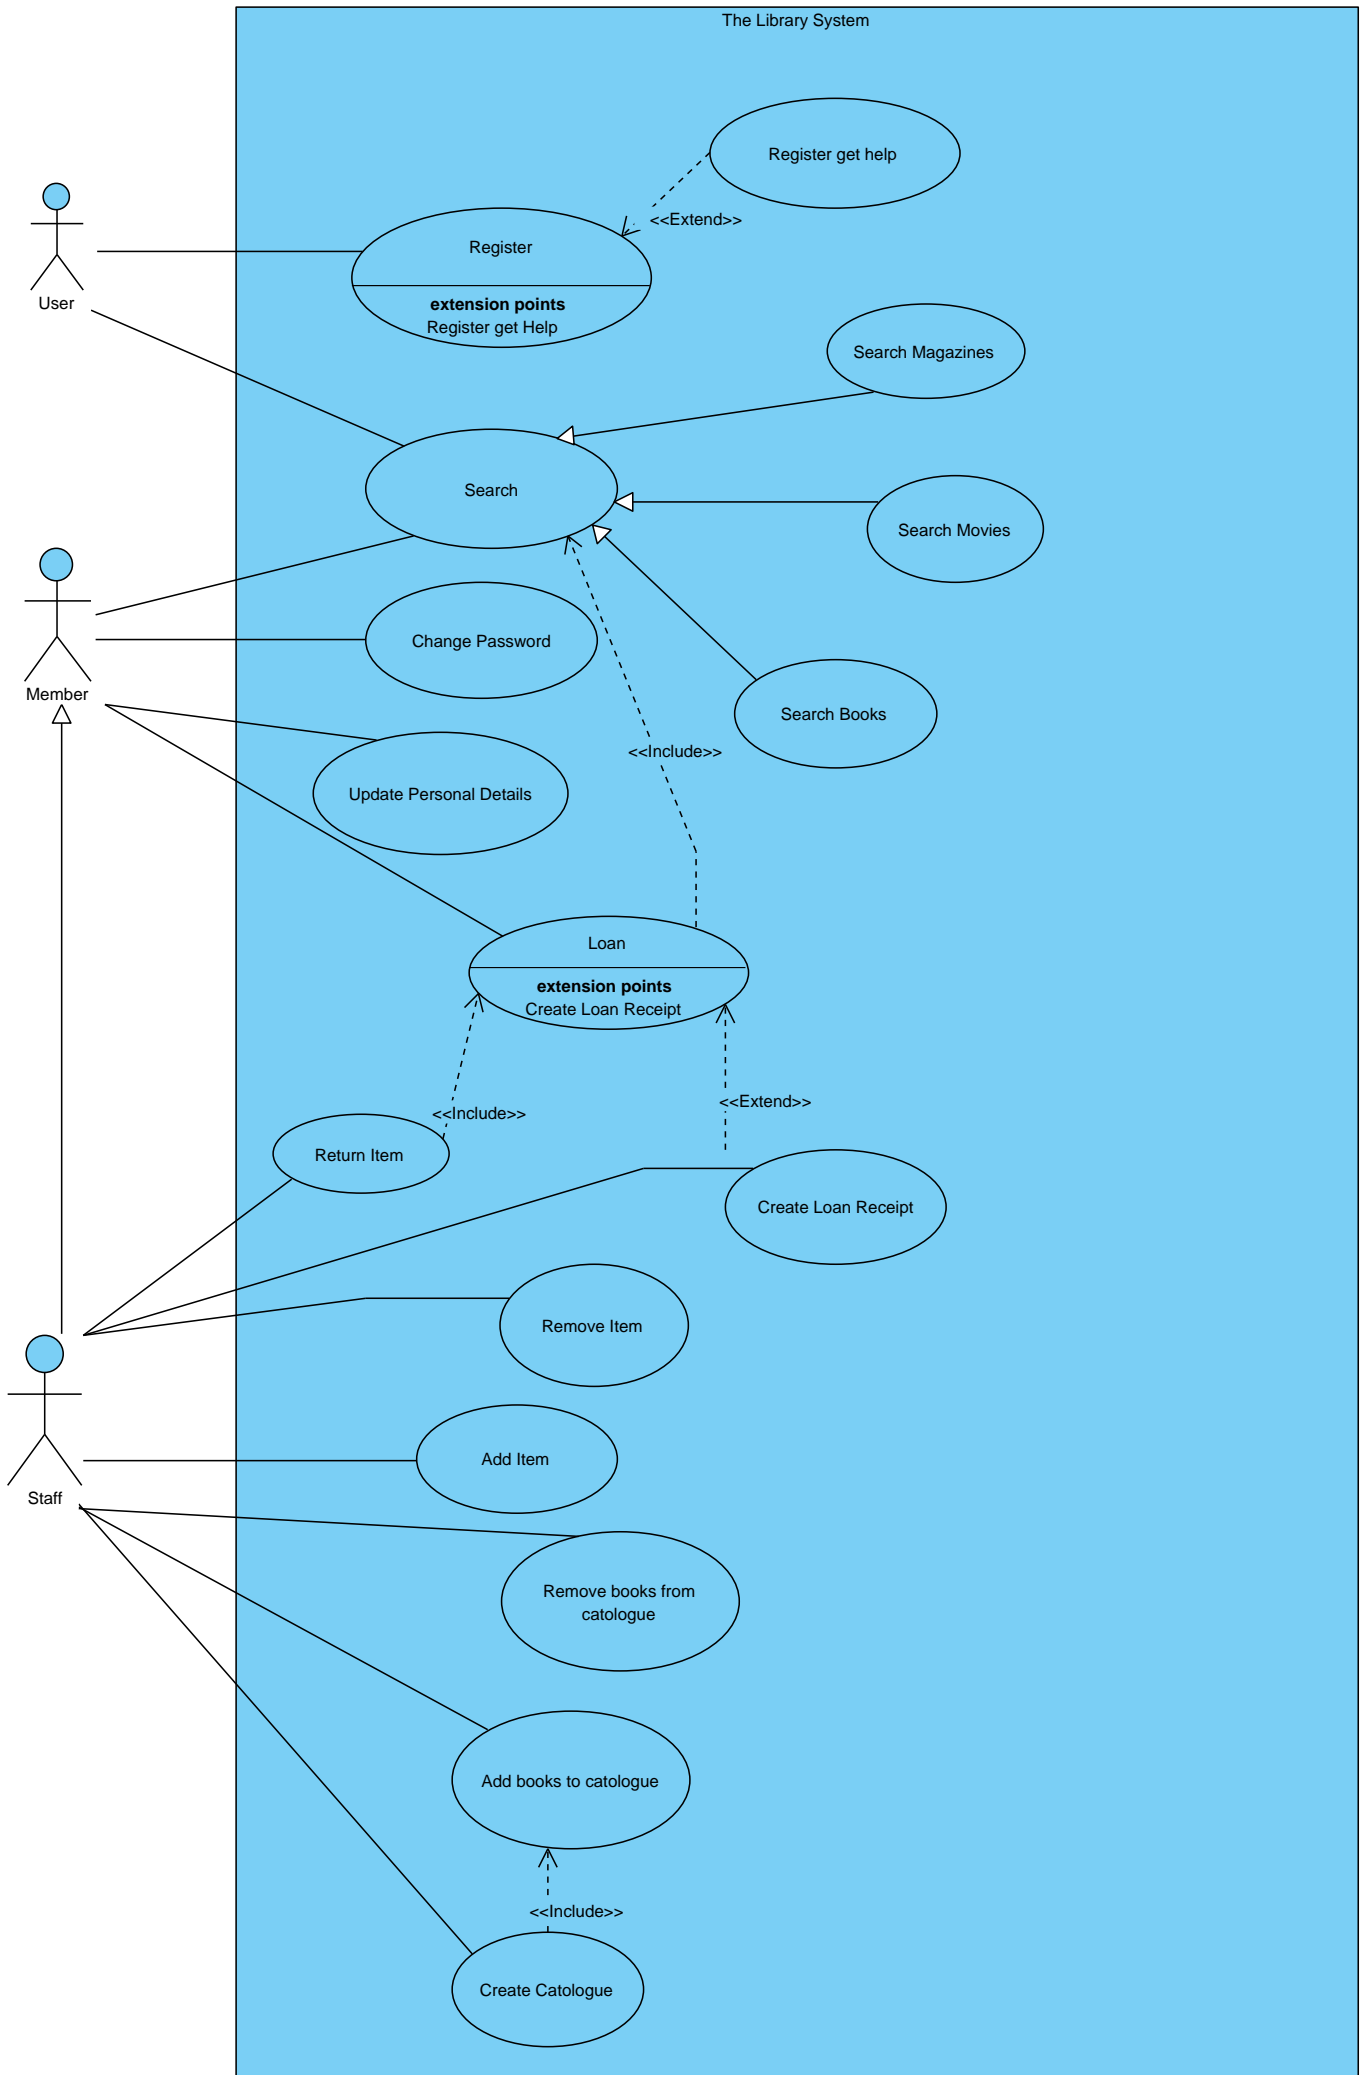 The Library System
Register get help
<<Extend>>
Register
extension points
Register get Help
User
Search Magazines
Search
Search Movies
Change Password
Member
Search Books
<<Include>>
Update Personal Details
Loan
extension points
Create Loan Receipt
<<Include>>
<<Extend>>
Return Item
Create Loan Receipt
Remove Item
Add Item
Staff
Remove books from
catologue
Add books to catologue
<<Include>>
Create Catologue